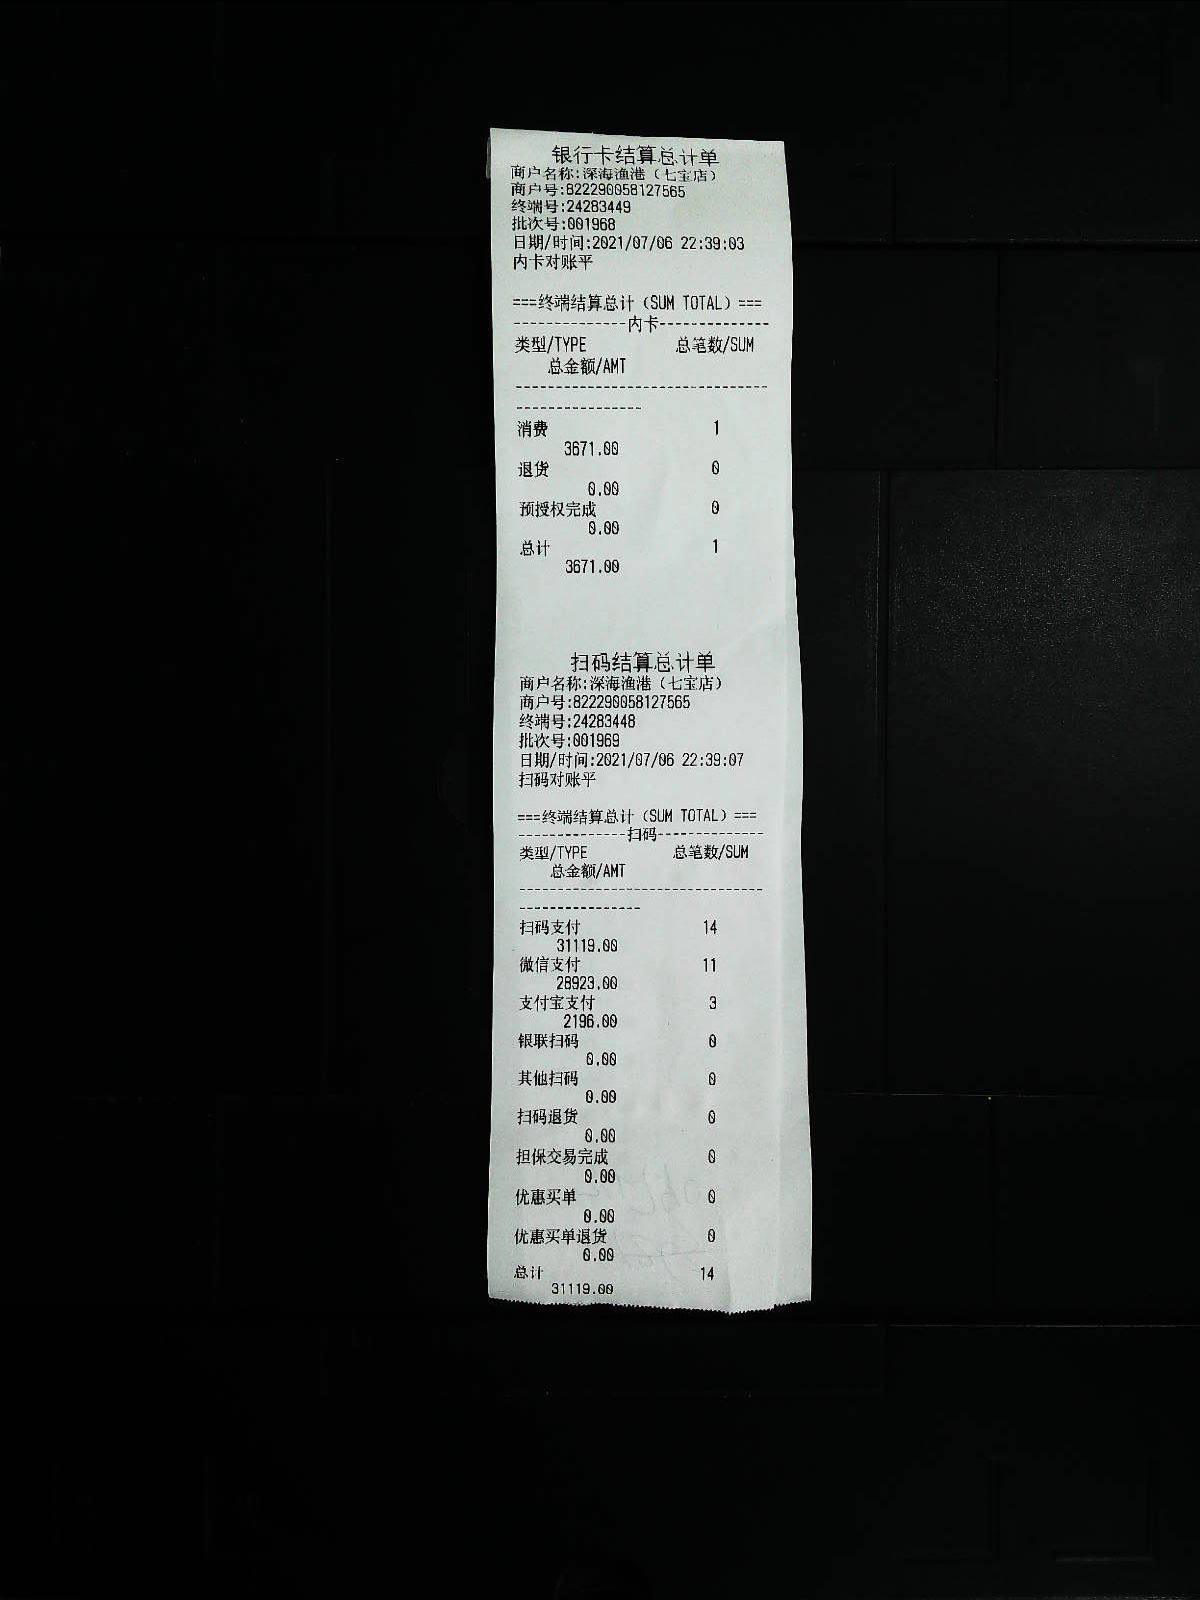 银行卡结算总计单
商户名称:深海渔港（七宝店）
商户号:822290058127565
终端号:24283449
批次号:001968
日期/时间:2021/07/06 22:39:03
内卡对账平
===终端结算总计（SUM TOTAL）===
--------------内卡--------------
类型/TYPE 总笔数/SUM
总金额/AMT
--------------------------------
----------------
消费 1
3671.00
退货 0
0.00
预授权完成 0
0.00
总计 1
3671.00
扫码结算总计单
商户名称:深海渔港（七宝店）
商户号:822290058127565
终端号:24283448
批次号:001969
日期/时间:2021/07/06 22:39:07
扫码对账平
===终端结算总计（SUM TOTAL）===
--------------扫码--------------
类型/TYPE 总笔数/SUM
总金额/AMT
--------------------------------
----------------
扫码支付 14
31119.00
微信支付 11
28923.00
支付宝支付 3
2196.00
银联扫码 0
0.00
其他扫码 0
0.00
扫码退货 0
0.00
担保交易完成 0
0.00
优惠买单 0
0.00
优惠买单退货 0
0.00
总计 14
31119.00